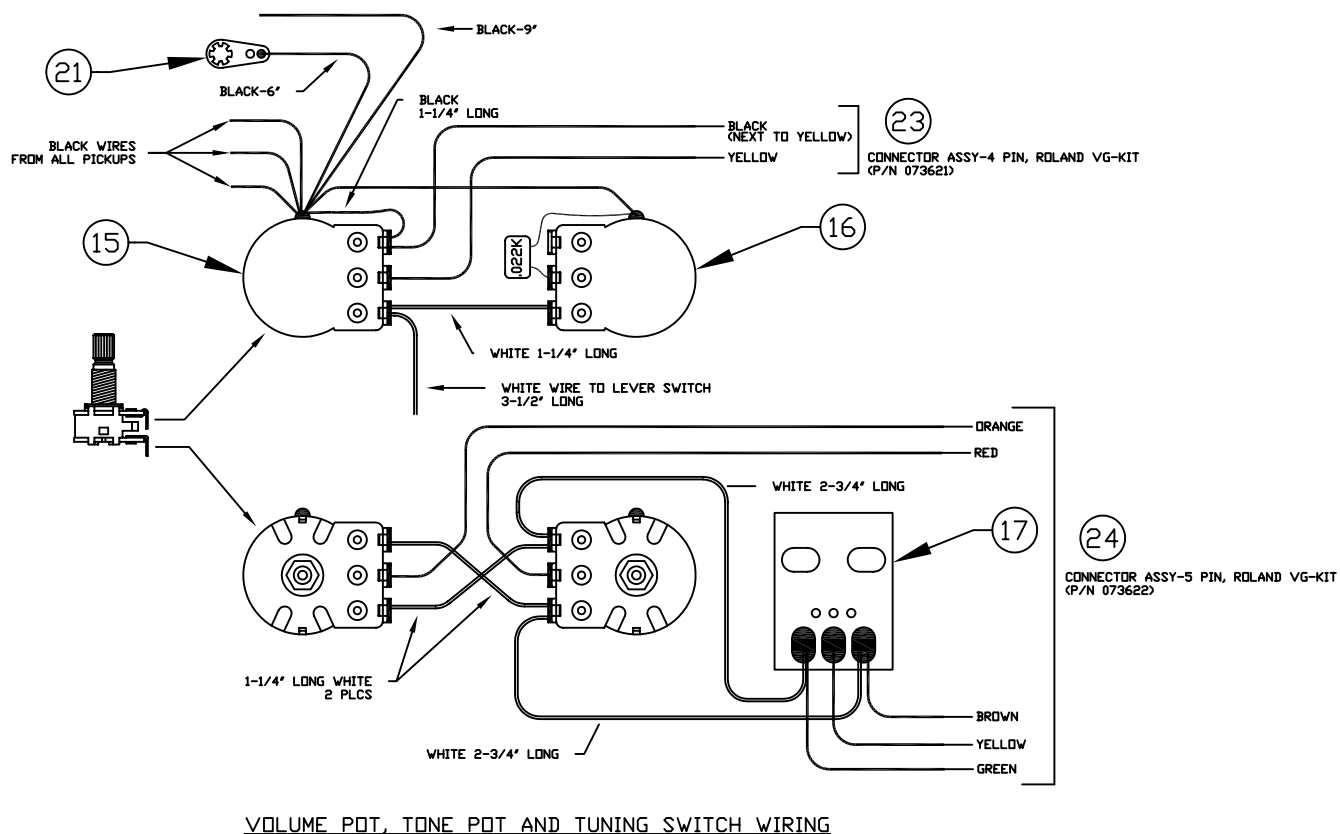 BLACK-9"
21
BLACK-6"
BLACK
1-1/4" LONG
BLACK WIRES
FROM ALL PICKUPS
BLACK
(NEXT TO YELLOW)
YELLOW
23
CONNECTOR ASSY-4 PIN, ROLAND VG-KIT
(P/N 073621)
15
.022K
16
WHITE 1-1/4" LONG
WHITE WIRE TO LEVER SWITCH
3-1/2" LONG
ORANGE
RED
WHITE 2-3/4" LONG
17
24
CONNECTOR ASSY-5 PIN, ROLAND VG-KIT
(P/N 073622)
1-1/4" LONG WHITE
2 PLCS
WHITE 2-3/4" LONG
BROWN
YELLOW
GREEN
VOLUME POT, TONE POT AND TUNING SWITCH WIRING